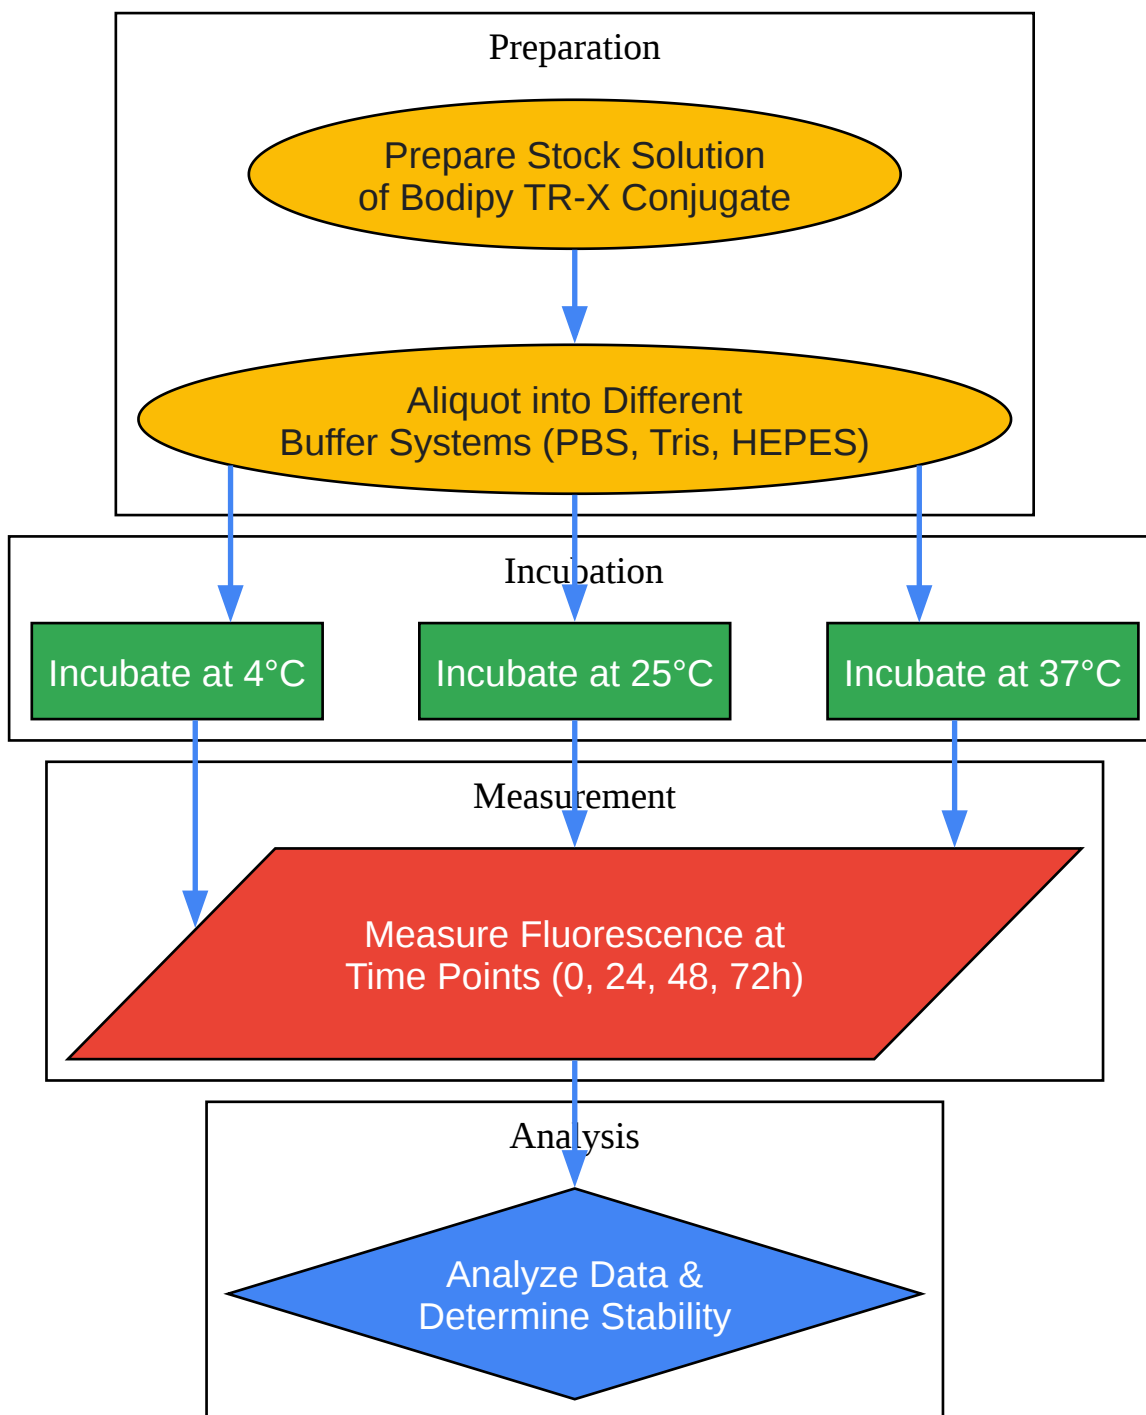 Preparation
Prepare Stock Solution
of Bodipy TR-X Conjugate
Aliquot into Different
Buffer Systems (PBS, Tris, HEPES)
Incubation
Incubate at 4°C
Incubate at 25°C
Incubate at 37°C
Measurement
Measure Fluorescence at
Time Points (0, 24, 48, 72h)
Analysis
Analyze Data &
Determine Stability